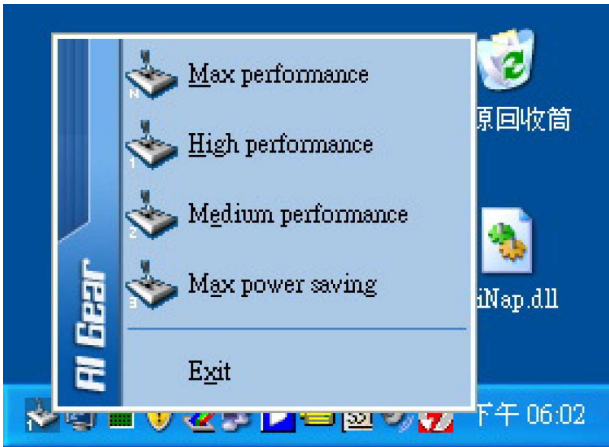 Max performance
High performance
Medium performance
Max power saving
Exit
AI Gear
原回收筒
iNap.dll
下午 06:02